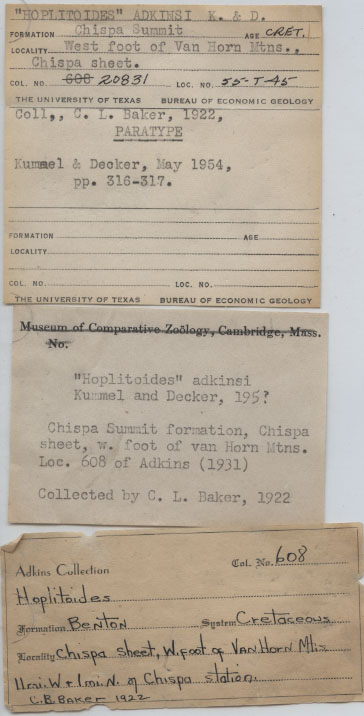 "HOPLITOIDES" ADKINSI K. & D.
FORMATION Chispa Summit AGE CRET.
LOCALITY West foot of Van Horn Mtns.,
Chispa sheet.
COL. NO. 608 20831 LOC. NO. 55-T-45
THE UNIVERSITY OF TEXAS BUREAU OF ECONOMIC GEOLOGY
Coll,, C. L. Baker, 1922,
PARATYPE
Kummel & Decker, May 1954,
pp. 316-317.
FORMATION AGE
LOCALITY
COL. NO. LOC. NO.
THE UNIVERSITY OF TEXAS BUREAU OF ECONOMIC GEOLOGY
Museum of Comparative Zoölogy, Cambridge, Mass.
No.
"Hoplitoides" adkinsi
Kummel and Decker, 195?
Chispa Summit formation, Chispa
sheet, w. foot of van Horn Mtns.
Loc. 608 of Adkins (1931)
Collected by C. L. Baker, 1922
Adkins Collection Col. No. 608
Hoplitoides
Formation Benton System Cretaceous
Locality Chispa sheet, W. foot of Van Horn Mts
11mi. W + 1mi. N. of Chispa station.
C.B. Baker 1922